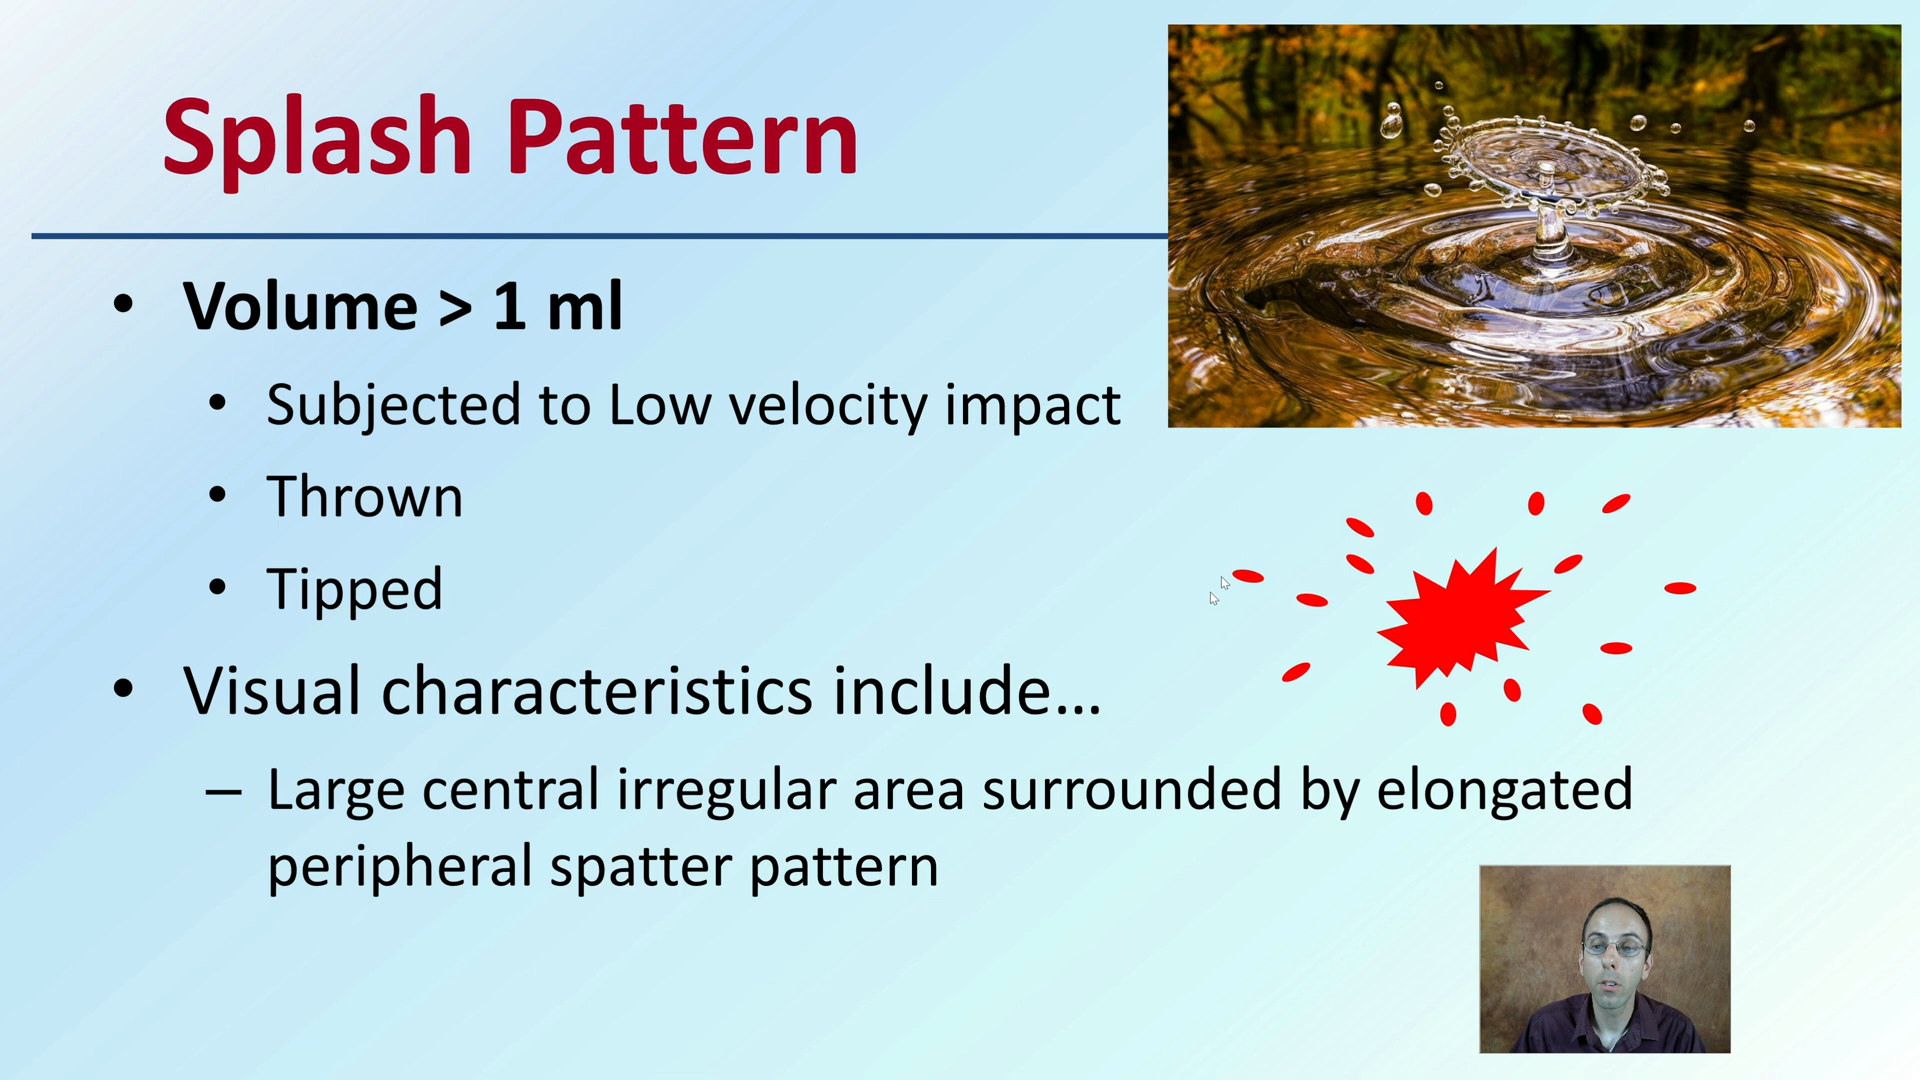 Splash Pattern
• Volume > 1 ml
• Subjected to Low velocity impact
• Thrown
• Tipped
• Visual characteristics include…
– Large central irregular area surrounded by elongated
peripheral spatter pattern